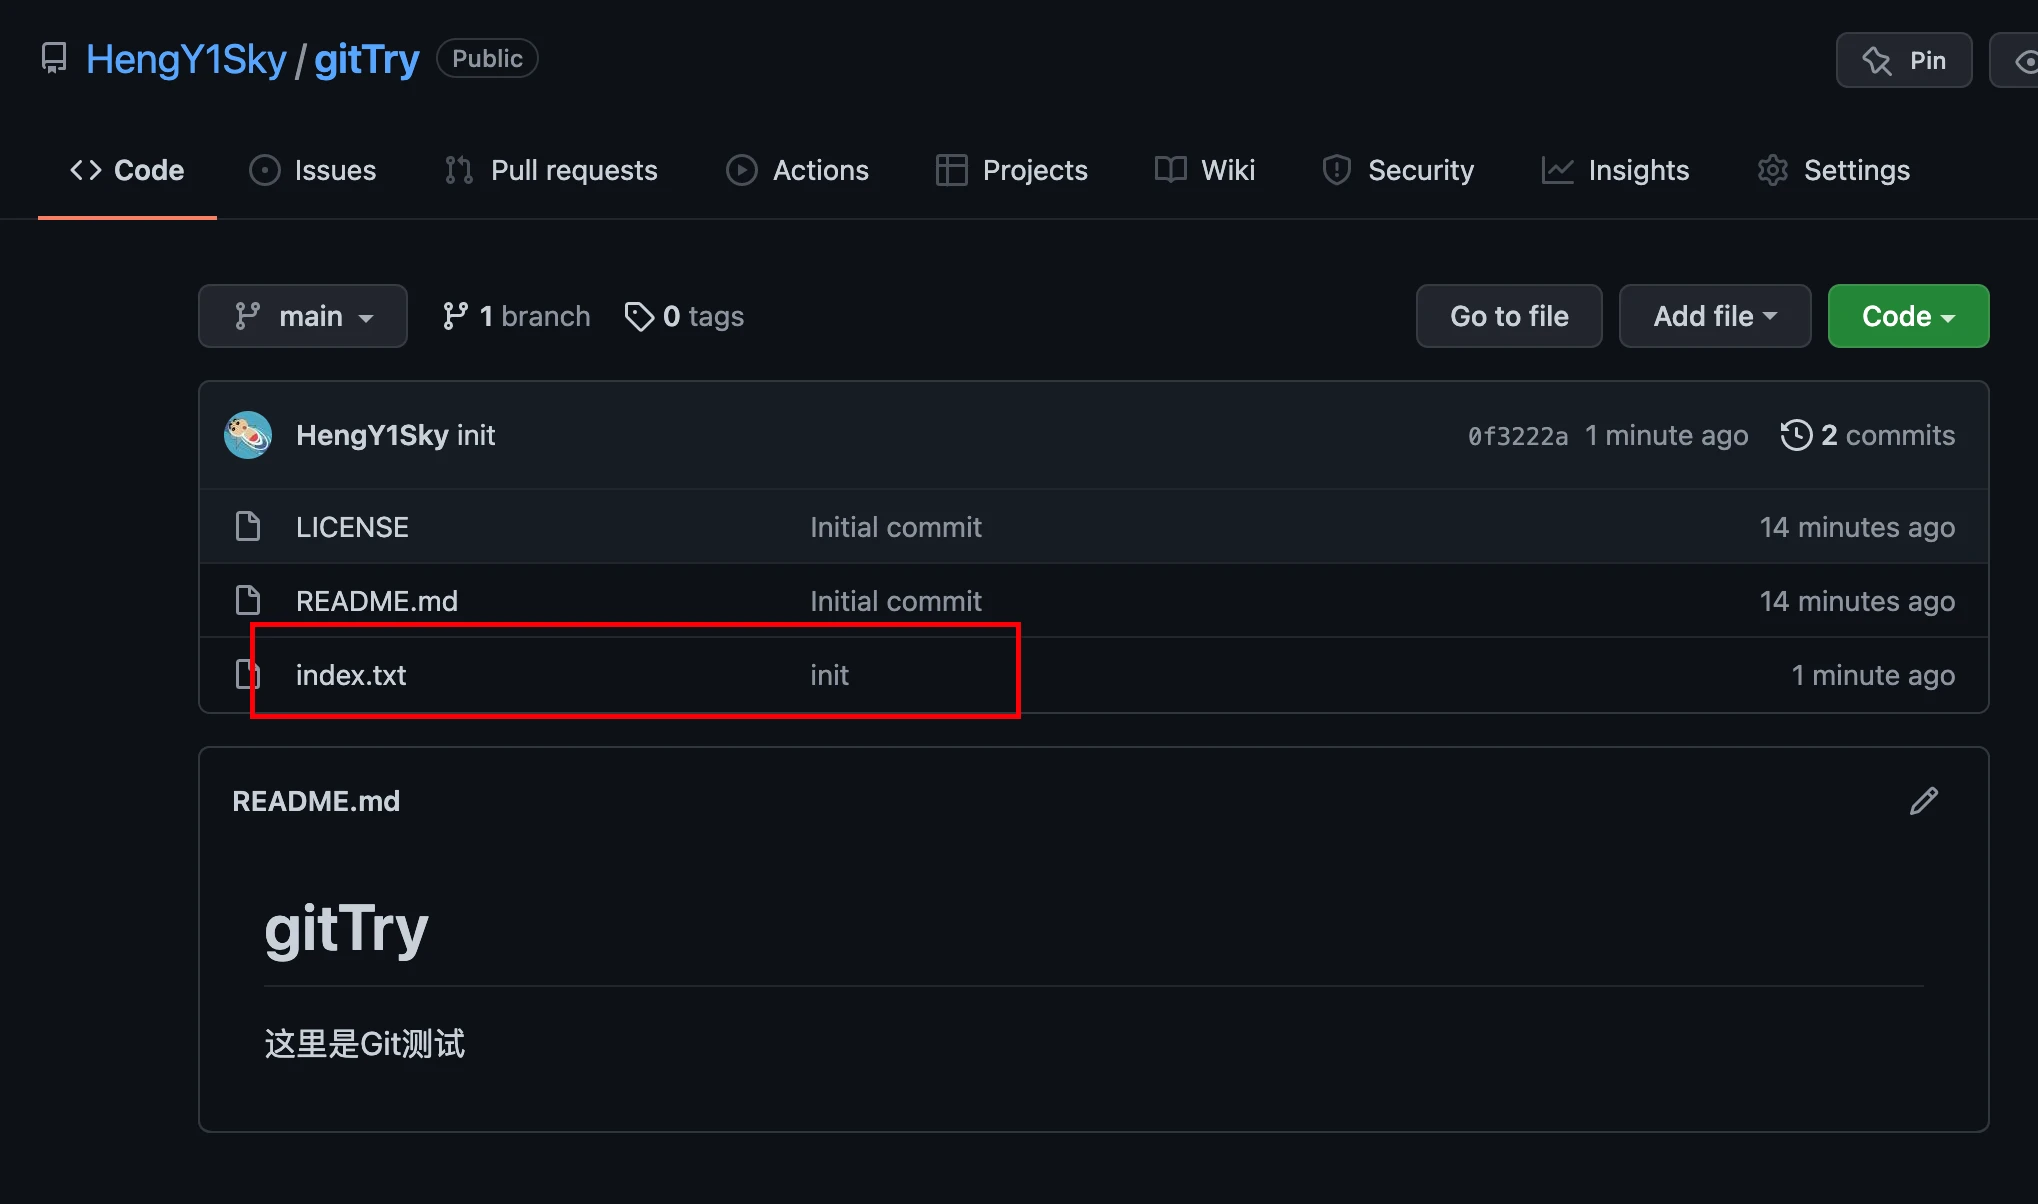 HengY1Sky / gitTry Public Pin
Code Issues Pull requests Actions Projects Wiki Security Insights Settings
main 1 branch 0 tags Go to file Add file Code
HengY1Sky init 0f3222a 1 minute ago 2 commits
LICENSE Initial commit 14 minutes ago
README.md Initial commit 14 minutes ago
index.txt init 1 minute ago
README.md
gitTry
这里是Git测试